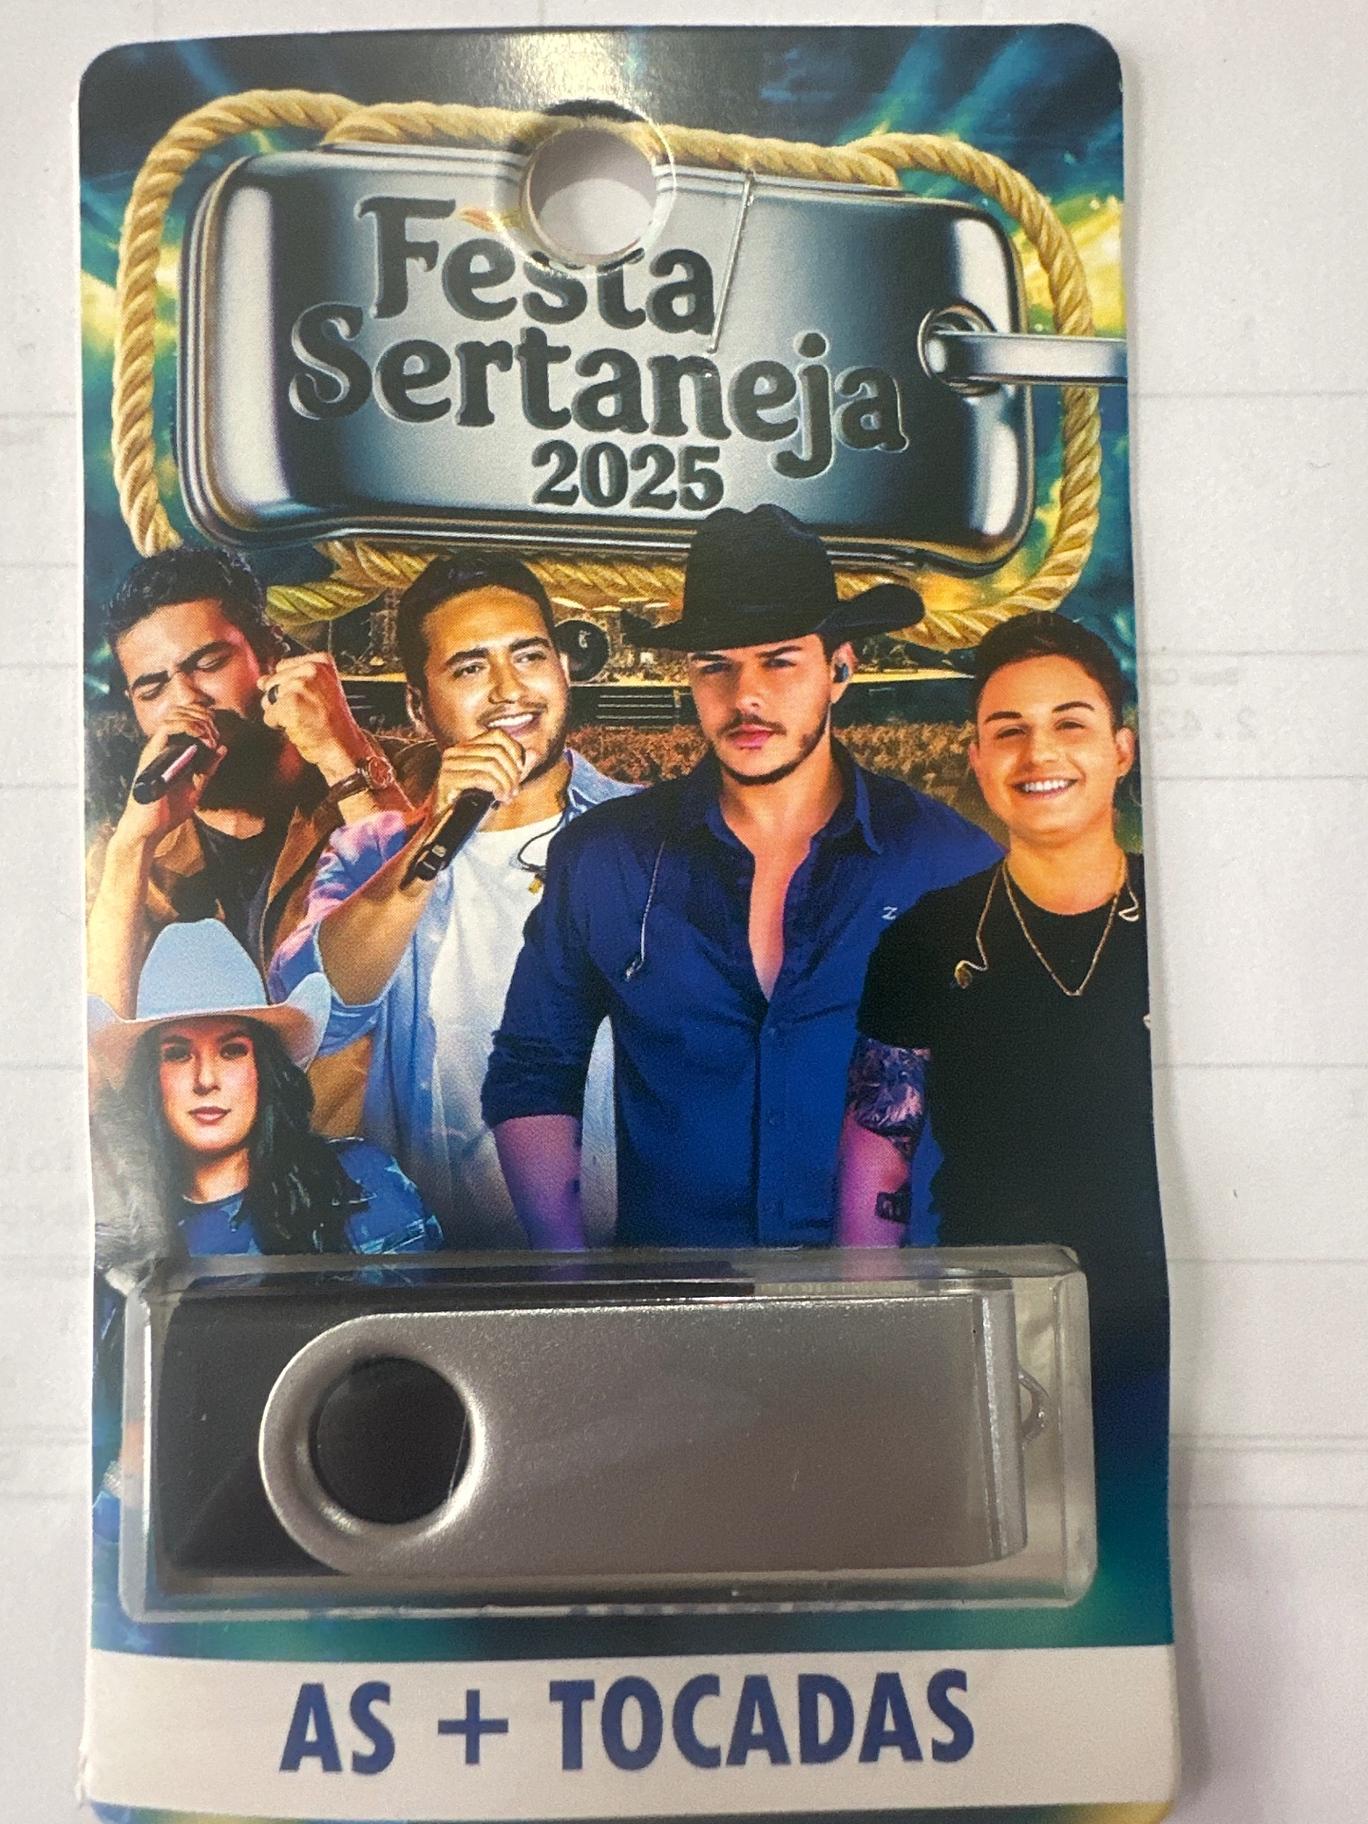 Festa
Sertaneja
2025
AS + TOCADAS